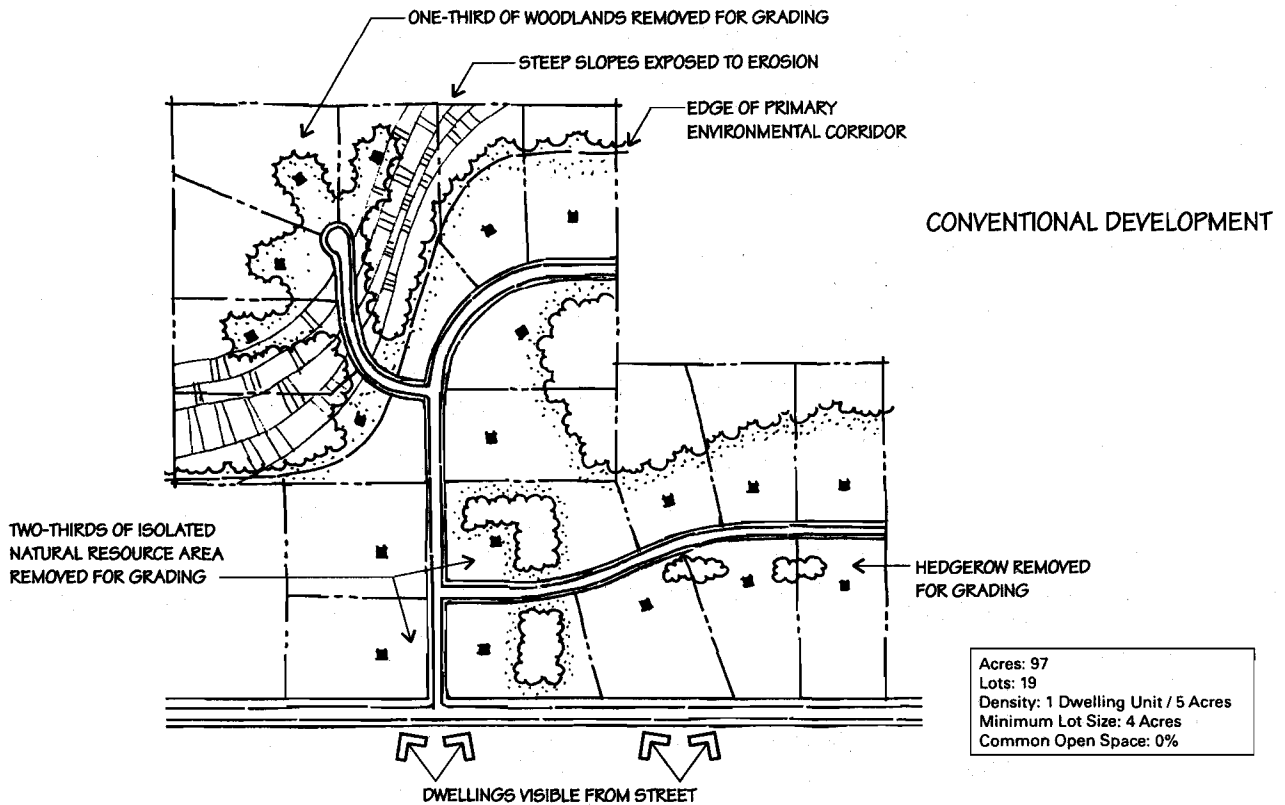 ONE-THIRD OF WOODLANDS REMOVED FOR GRADING
STEEP SLOPES EXPOSED TO EROSION
EDGE OF PRIMARY
ENVIRONMENTAL CORRIDOR
CONVENTIONAL DEVELOPMENT
TWO-THIRDS OF ISOLATED
NATURAL RESOURCE AREA
REMOVED FOR GRADING
HEDGEROW REMOVED
FOR GRADING
Acres: 97
Lots: 19
Density: 1 Dwelling Unit / 5 Acres
Minimum Lot Size: 4 Acres
Common Open Space: 0%
DWELLINGS VISIBLE FROM STREET